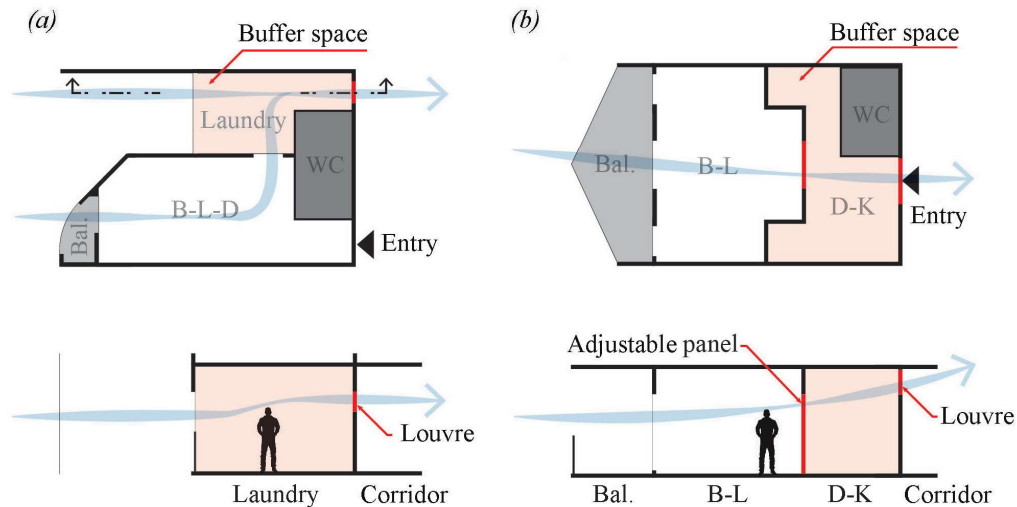 (a)
Buffer space
Laundry
WC
B-L-D
Bal.
Entry
Louvre
Laundry
Corridor
(b)
Buffer space
WC
Bal.
B-L
D-K
Entry
Adjustable panel
Louvre
Bal.
B-L
D-K
Corridor